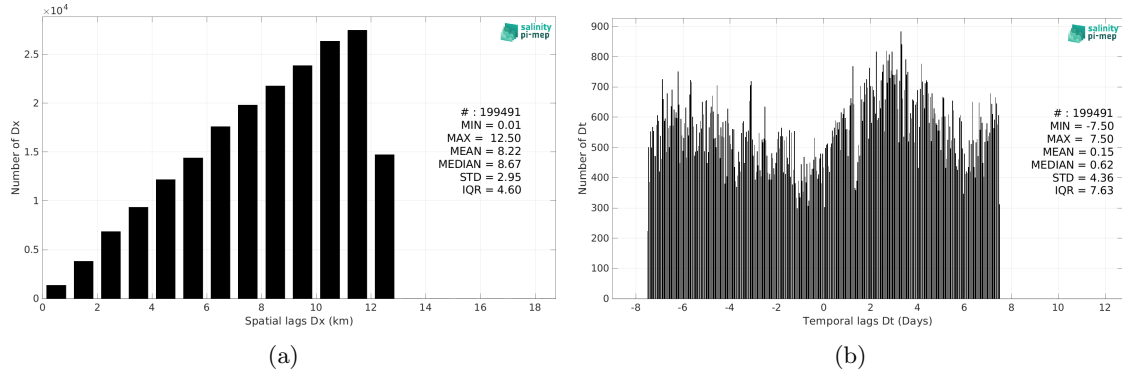 ×10⁴
2.5
2
1.5
1
0.5
0
0 2 4 6 8 10 12 14 16 18
Number of Dx
Spatial lags Dx (km)
salinity
pi-mep
# : 199491
MIN = 0.01
MAX = 12.50
MEAN = 8.22
MEDIAN = 8.67
STD = 2.95
IQR = 4.60
(a)
900
800
700
600
500
400
300
200
100
0
-8 -6 -4 -2 0 2 4 6 8 10 12
Number of Dt
Temporal lags Dt (Days)
salinity
pi-mep
# : 199491
MIN = -7.50
MAX = 7.50
MEAN = 0.15
MEDIAN = 0.62
STD = 4.36
IQR = 7.63
(b)